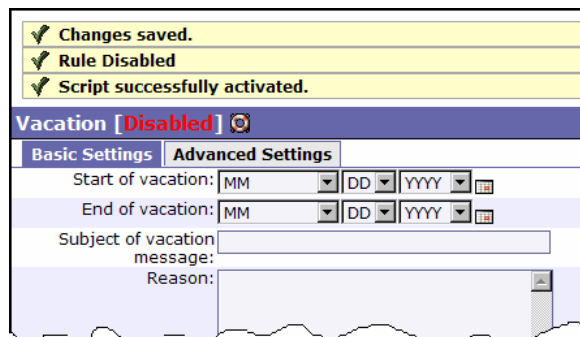 Changes saved.
Rule Disabled
Script successfully activated.
Vacation [Disabled]
Basic Settings Advanced Settings
Start of vacation: MM DD YYYY
End of vacation: MM DD YYYY
Subject of vacation
message:
Reason: